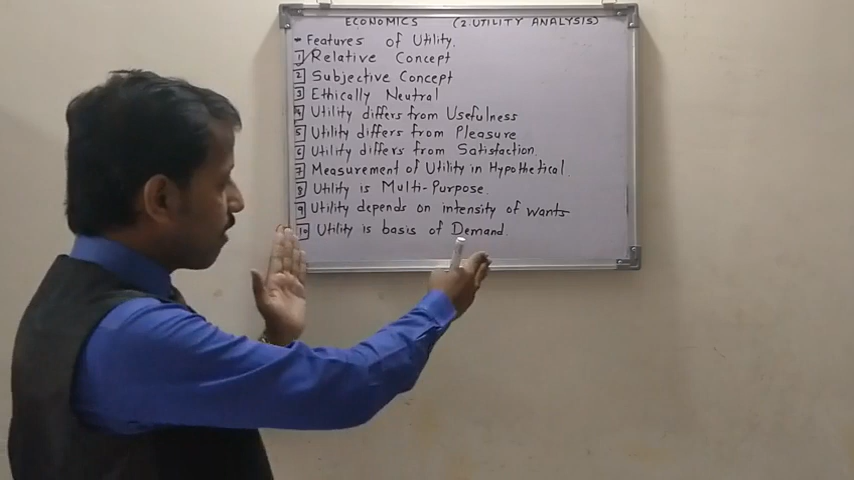 ECONOMICS (2. UTILITY ANALYSIS)
* Features of Utility.
1 Relative Concept
2 Subjective Concept
3 Ethically Neutral
4 Utility differs from Usefulness
5 Utility differs from Pleasure
6 Utility differs from Satisfaction.
7 Measurement of Utility in Hypothetical.
8 Utility is Multi-Purpose.
9 Utility depends on intensity of wants
10 Utility is basis of Demand.